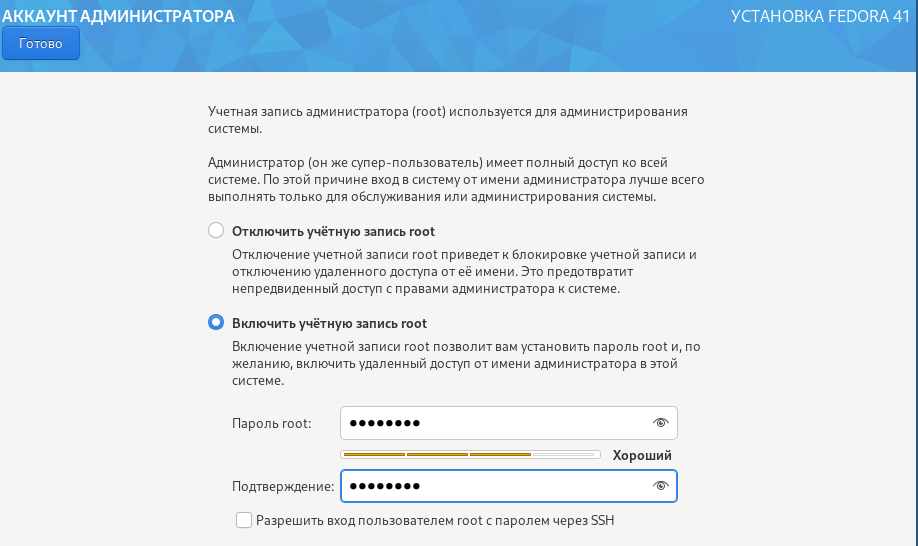 АККАУНТ АДМИНИСТРАТОРА
УСТАНОВКА FEDORA 41
Готово
Учетная запись администратора (root) используется для администрирования
системы.
Администратор (он же супер-пользователь) имеет полный доступ ко всей
системе. По этой причине вход в систему от имени администратора лучше всего
выполнять только для обслуживания или администрирования системы.
Отключить учётную запись root
Отключение учетной записи root приведет к блокировке учетной записи и
отключению удаленного доступа от её имени. Это предотвратит
непредвиденный доступ с правами администратора к системе.
Включить учётную запись root
Включение учетной записи root позволит вам установить пароль root и, по
желанию, включить удаленный доступ от имени администратора в этой
системе.
Пароль root: ●●●●●●●●
Хороший
Подтверждение: ●●●●●●●●
Разрешить вход пользователем root с паролем через SSH